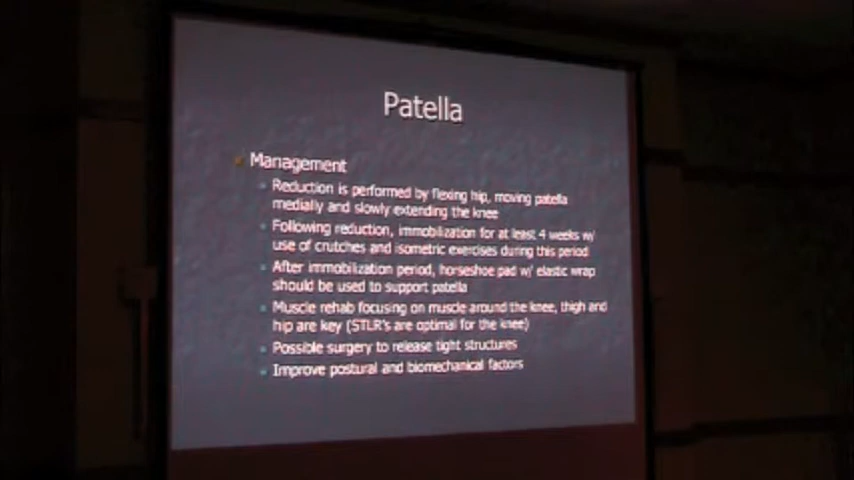 Patella
Management
Reduction is performed by flexing hip, moving patella
medially and slowly extending the knee
Following reduction, immobilization for at least 4 weeks w/
use of crutches and isometric exercises during this period
After immobilization period, horseshoe pad w/ elastic wrap
should be used to support patella
Muscle rehab focusing on muscle around the knee, thigh and
hip are key (STLR's are optimal for the knee)
Possible surgery to release tight structures
Improve postural and biomechanical factors